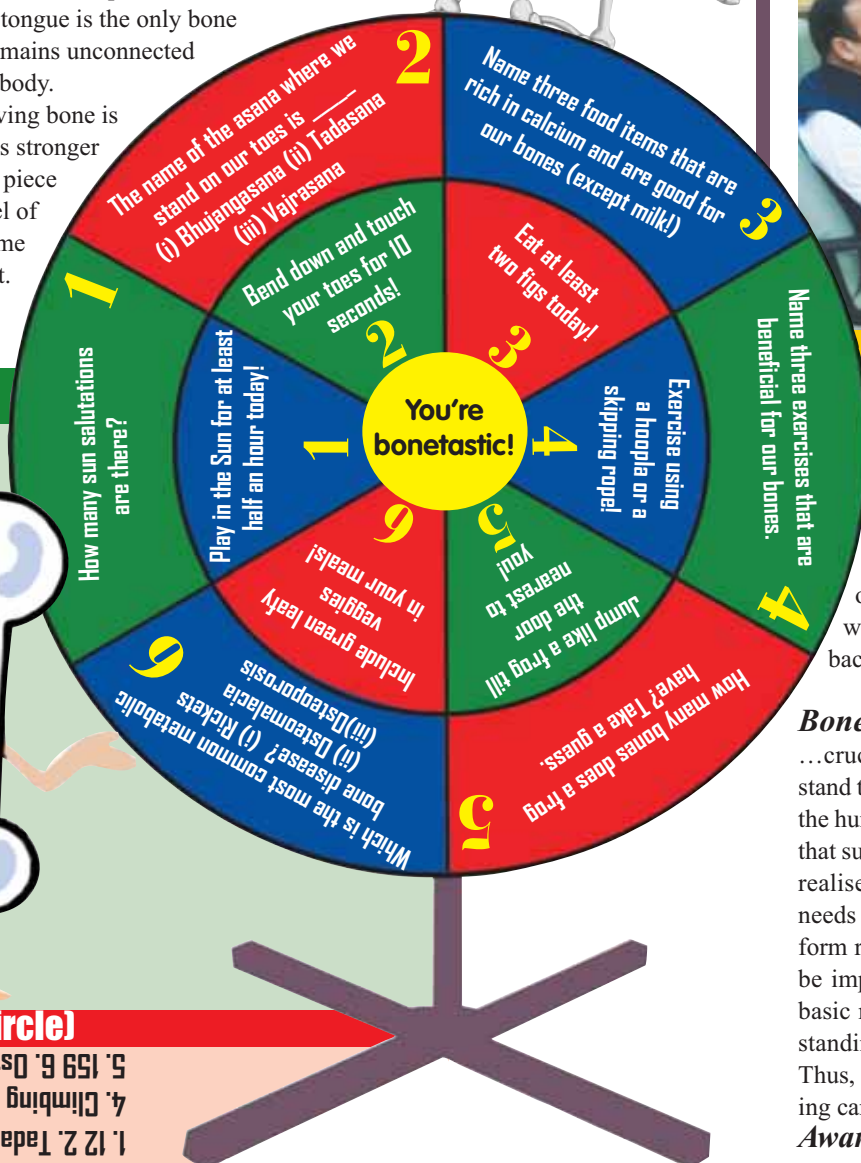 tongue is the only bone
mains unconnected
body.
ving bone is
s stronger
piece
el of
me
t.
2
The name of the asana where we
stand on our toes is ____
(i) Bhujangasana (ii) Tadasana
(iii) Vajrasana
Name three food items that are
rich in calcium and are good for
our bones (except milk!)
3
1
How many sun salutations
are there?
Bend down and touch
your toes for 10
seconds!
2
Eat at least
two figs today!
3
Name three exercises that are
beneficial for our bones.
4
Play in the Sun for at least
half an hour today!
1
You're
bonetastic!
4
Exercise using
a hoopla or a
skipping rope!
6
Include green leafy
veggies
in your meals!
5
Jump like a frog till
the door
nearest to
you!
6
Which is the most common metabolic
bone disease? (i) Rickets
(ii) Osteomalacia
(iii)Osteoporosis
5
How many bones does a frog
have? Take a guess.
w
bac
Bone
…cruc
stand t
the hu
that su
realise
needs
form r
be imp
basic r
standi
Thus,
ing car
Awar
ircle)
1. 12 2. Tada
4. Climbing
5. 159 6. Os